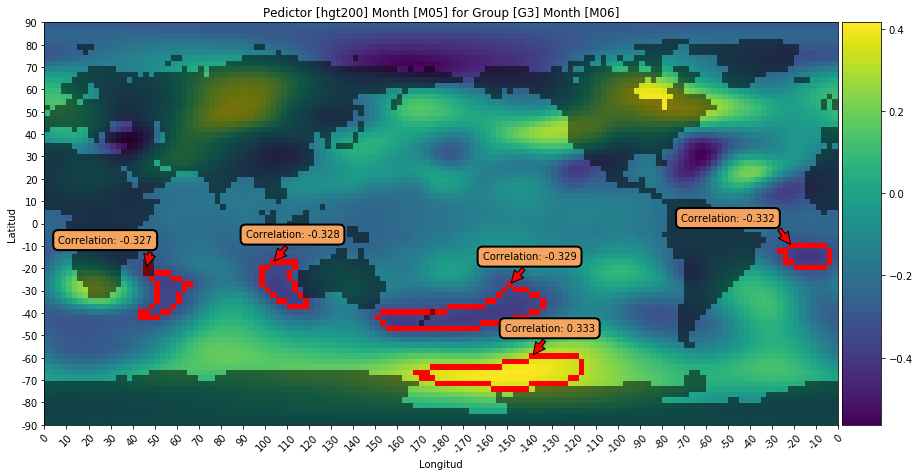 Pedictor [hgt200] Month [M05] for Group [G3] Month [M06]
90
80
70
60
50
40
30
20
10
0
-10
-20
-30
-40
-50
-60
-70
-80
-90
Latitud
Correlation: -0.327
Correlation: -0.328
Correlation: -0.329
Correlation: 0.333
Correlation: -0.332
0.4
0.2
0.0
−0.2
−0.4
0 10 20 30 40 50 60 70 80 90 100 110 120 130 140 150 160 170 -180 -170 -160 -150 -140 -130 -120 -110 -100 -90 -80 -70 -60 -50 -40 -30 -20 -10 0
Longitud